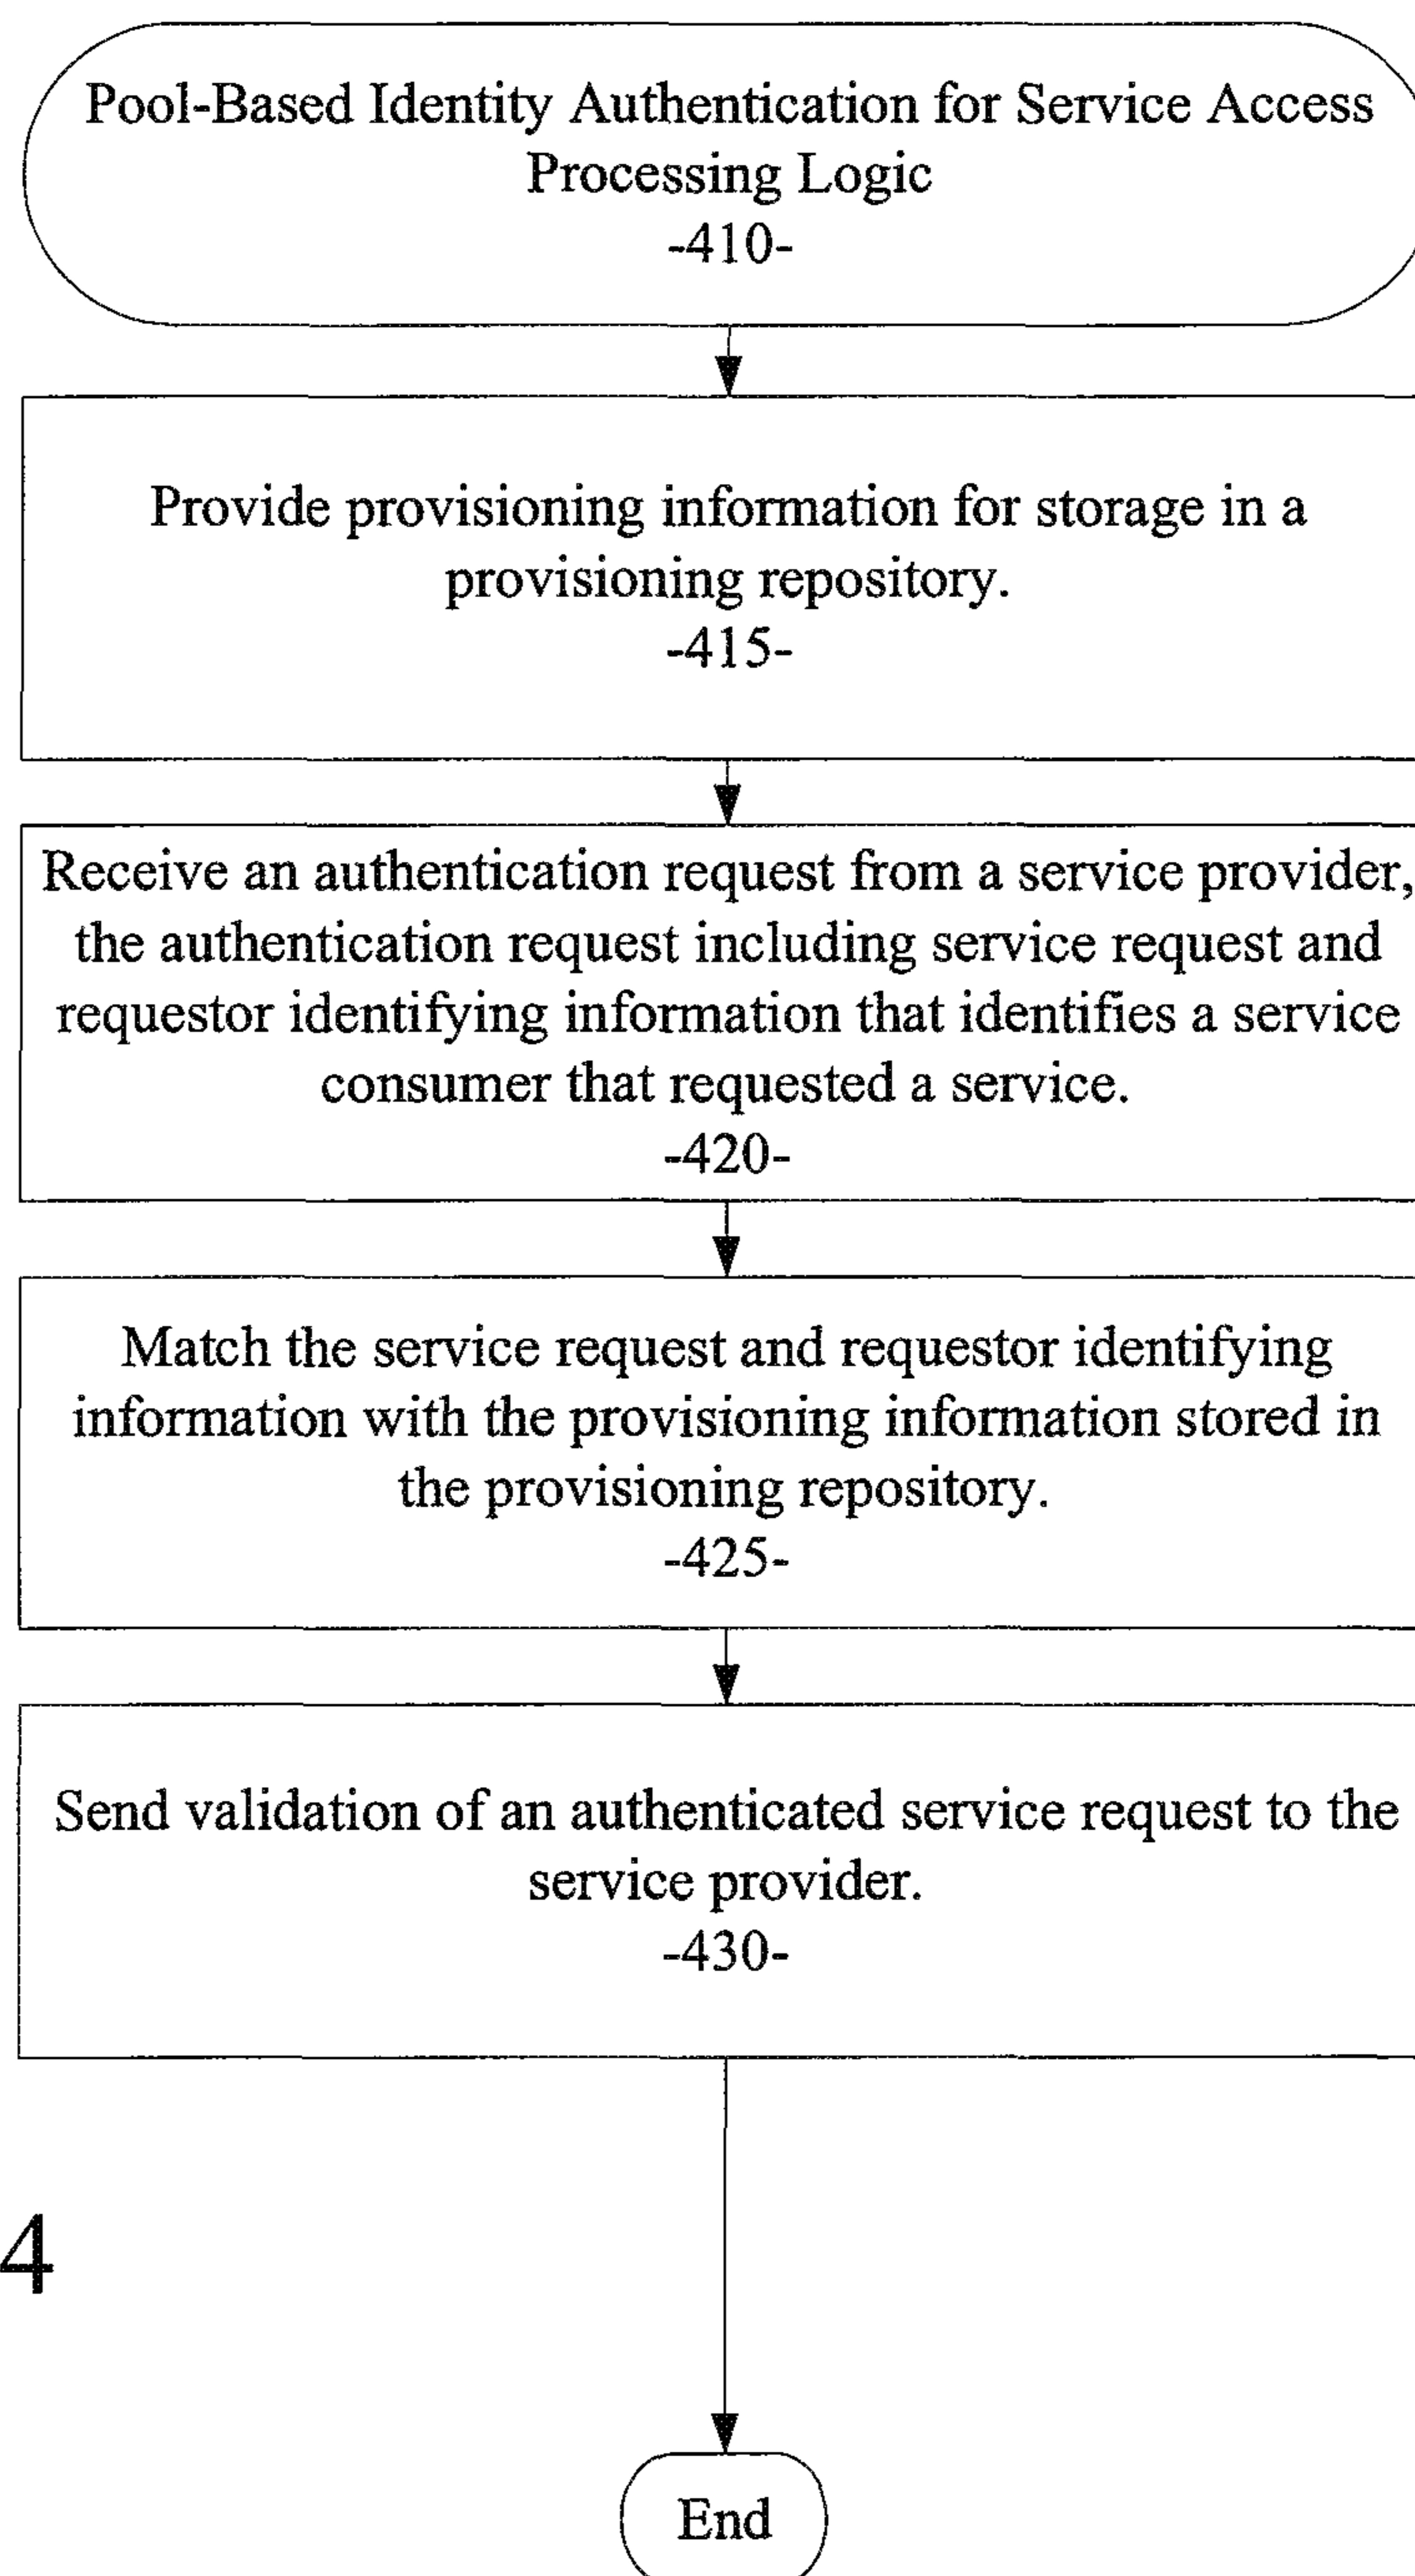 Pool-Based Identity Authentication for Service Access
Processing Logic
-410-
Provide provisioning information for storage in a
provisioning repository.
-415-
Receive an authentication request from a service provider,
the authentication request including service request and
requestor identifying information that identifies a service
consumer that requested a service.
-420-
Match the service request and requestor identifying
information with the provisioning information stored in
the provisioning repository.
-425-
Send validation of an authenticated service request to the
service provider.
-430-
4
End